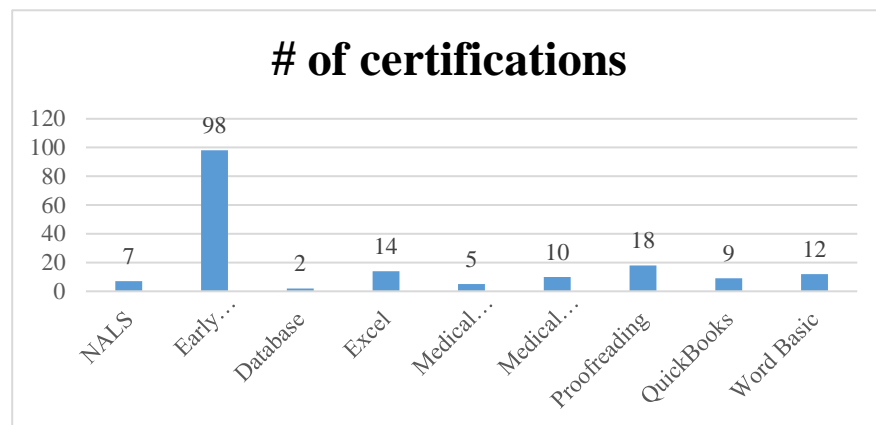 # of certifications
120
100
80
60
40
20
0
7
98
2
14
5
10
18
9
12
NALS
Early…
Database
Excel
Medical…
Medical…
Proofreading
QuickBooks
Word Basic